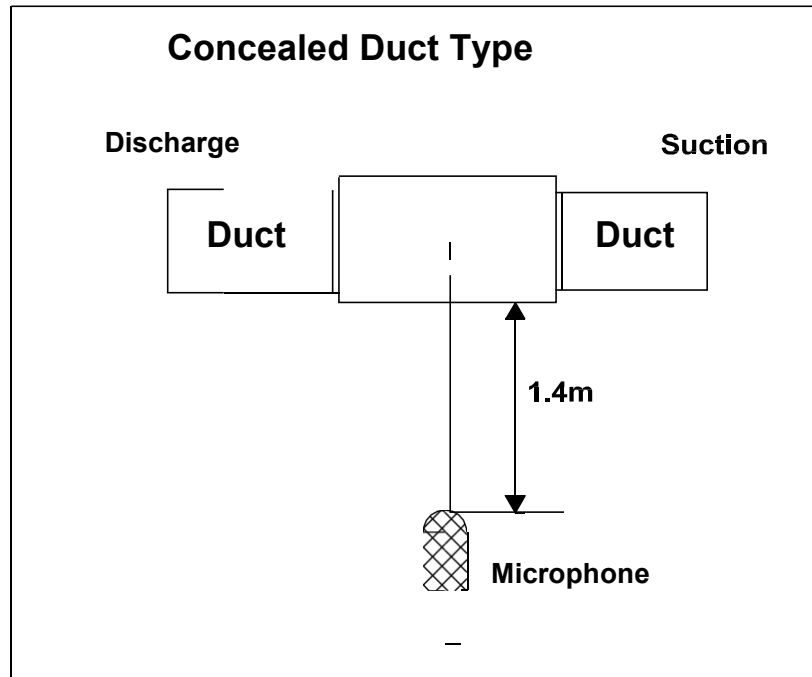 Concealed Duct Type
Discharge
Suction
Duct
Duct
1.4m
Microphone